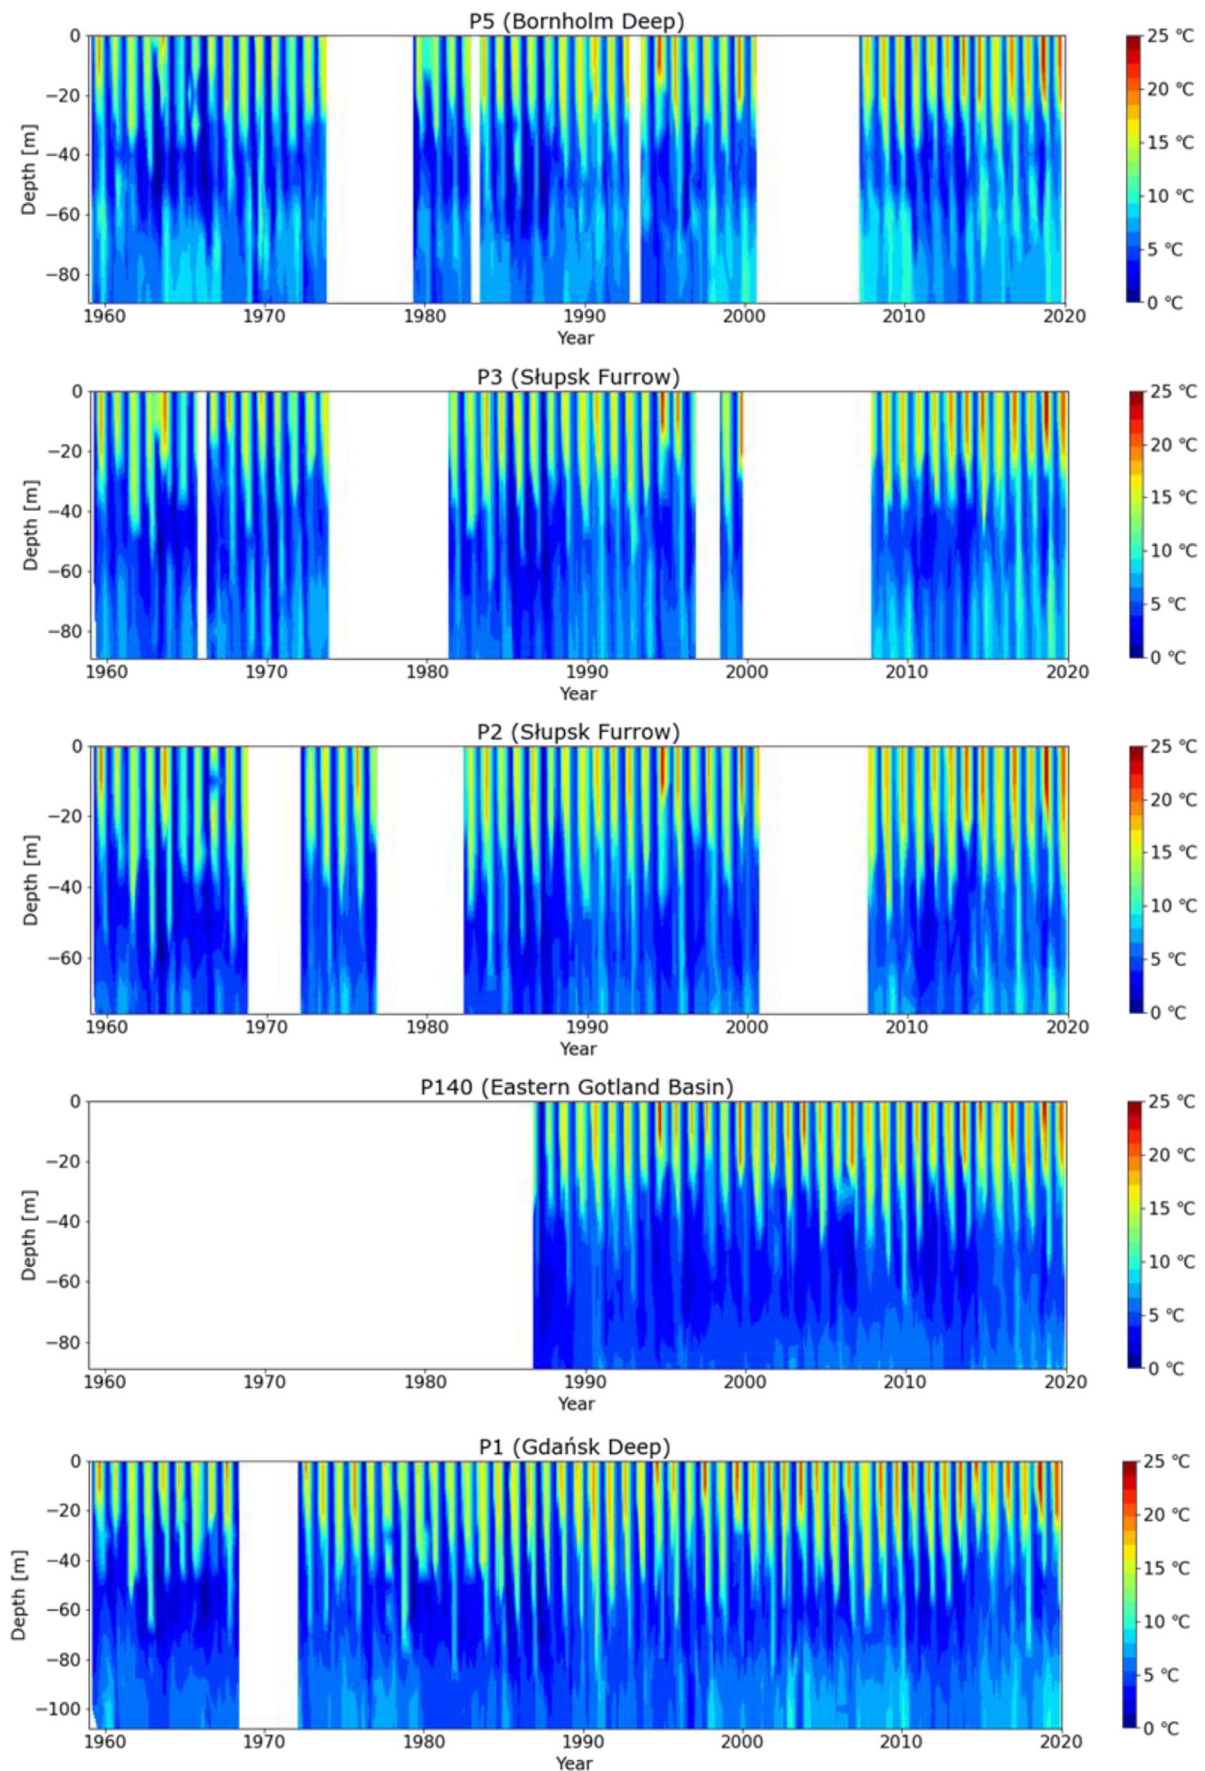 P5 (Bornholm Deep)
0
−20
−40
−60
−80
Depth [m]
1960 1970 1980 1990 2000 2010 2020
Year
25 °C
20 °C
15 °C
10 °C
5 °C
0 °C
P3 (Słupsk Furrow)
0
−20
−40
−60
−80
Depth [m]
1960 1970 1980 1990 2000 2010 2020
Year
25 °C
20 °C
15 °C
10 °C
5 °C
0 °C
P2 (Słupsk Furrow)
0
−20
−40
−60
Depth [m]
1960 1970 1980 1990 2000 2010 2020
Year
25 °C
20 °C
15 °C
10 °C
5 °C
0 °C
P140 (Eastern Gotland Basin)
0
−20
−40
−60
−80
Depth [m]
1960 1970 1980 1990 2000 2010 2020
Year
25 °C
20 °C
15 °C
10 °C
5 °C
0 °C
P1 (Gdańsk Deep)
0
−20
−40
−60
−80
−100
Depth [m]
1960 1970 1980 1990 2000 2010 2020
Year
25 °C
20 °C
15 °C
10 °C
5 °C
0 °C